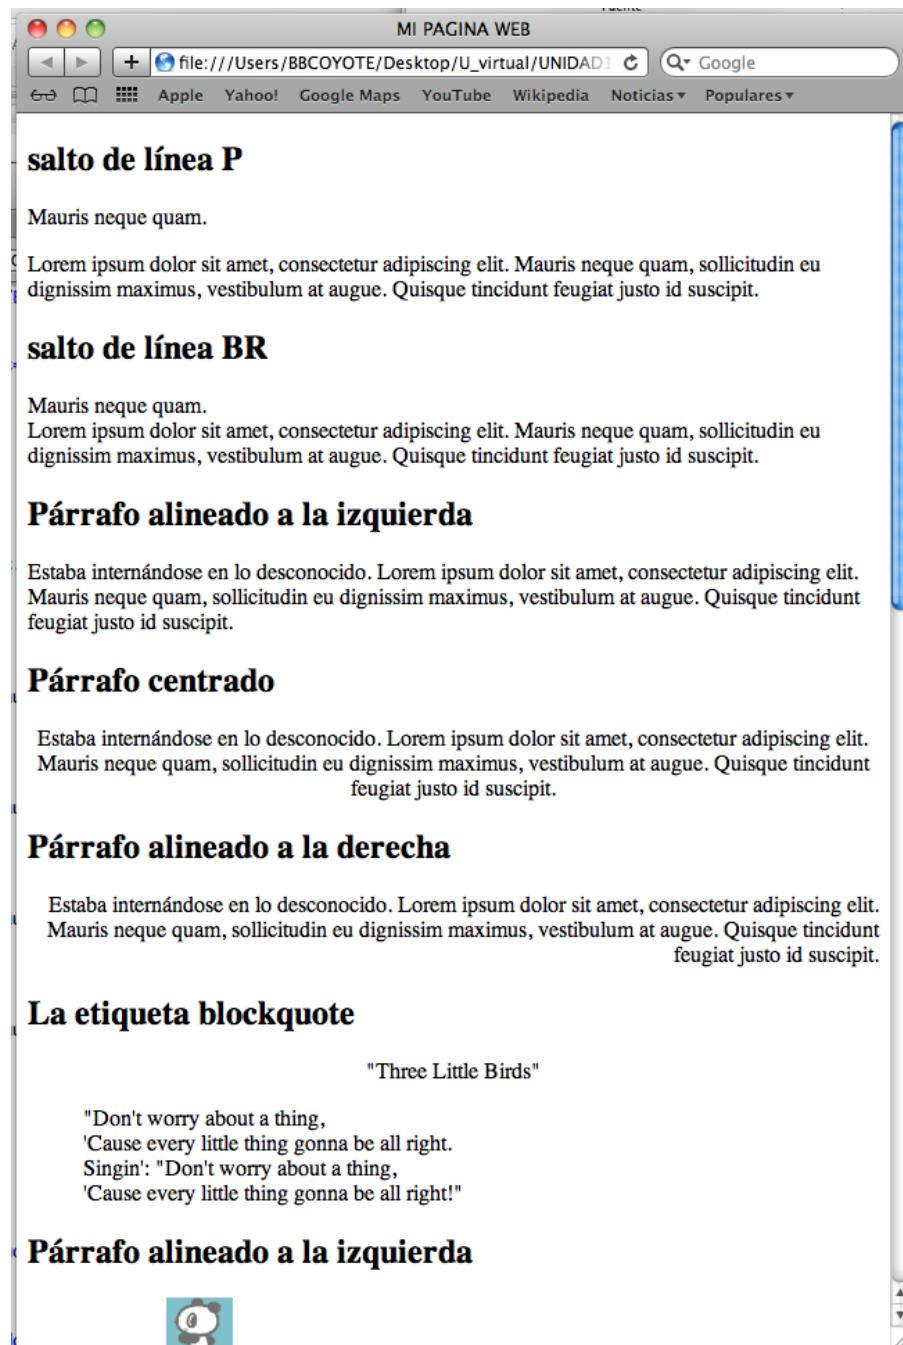 MI PAGINA WEB
file:///Users/BBCOYOTE/Desktop/U_virtual/UNIDAD1
Google
Apple Yahoo! Google Maps YouTube Wikipedia Noticias Populares
salto de línea P
Mauris neque quam.
Lorem ipsum dolor sit amet, consectetur adipiscing elit. Mauris neque quam, sollicitudin eu
dignissim maximus, vestibulum at augue. Quisque tincidunt feugiat justo id suscipit.
salto de línea BR
Mauris neque quam.
Lorem ipsum dolor sit amet, consectetur adipiscing elit. Mauris neque quam, sollicitudin eu
dignissim maximus, vestibulum at augue. Quisque tincidunt feugiat justo id suscipit.
Párrafo alineado a la izquierda
Estaba internándose en lo desconocido. Lorem ipsum dolor sit amet, consectetur adipiscing elit.
Mauris neque quam, sollicitudin eu dignissim maximus, vestibulum at augue. Quisque tincidunt
feugiat justo id suscipit.
Párrafo centrado
Estaba internándose en lo desconocido. Lorem ipsum dolor sit amet, consectetur adipiscing elit.
Mauris neque quam, sollicitudin eu dignissim maximus, vestibulum at augue. Quisque tincidunt
feugiat justo id suscipit.
Párrafo alineado a la derecha
Estaba internándose en lo desconocido. Lorem ipsum dolor sit amet, consectetur adipiscing elit.
Mauris neque quam, sollicitudin eu dignissim maximus, vestibulum at augue. Quisque tincidunt
feugiat justo id suscipit.
La etiqueta blockquote
"Three Little Birds"
"Don't worry about a thing,
'Cause every little thing gonna be all right.
Singin': "Don't worry about a thing,
'Cause every little thing gonna be all right!"
Párrafo alineado a la izquierda